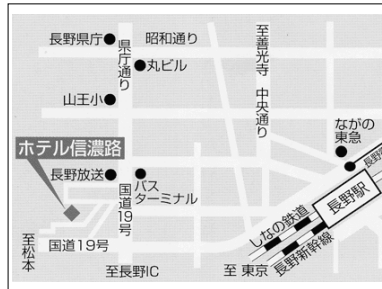 長野県庁
昭和通り
県庁通り
丸ビル
至善光寺
中央通り
山王小
ながの
東急
ホテル信濃路
長野放送
バス
ターミナル
国道19号
長野駅
しなの鉄道
長野新幹線
至松本
国道19号
至長野IC
至 東京